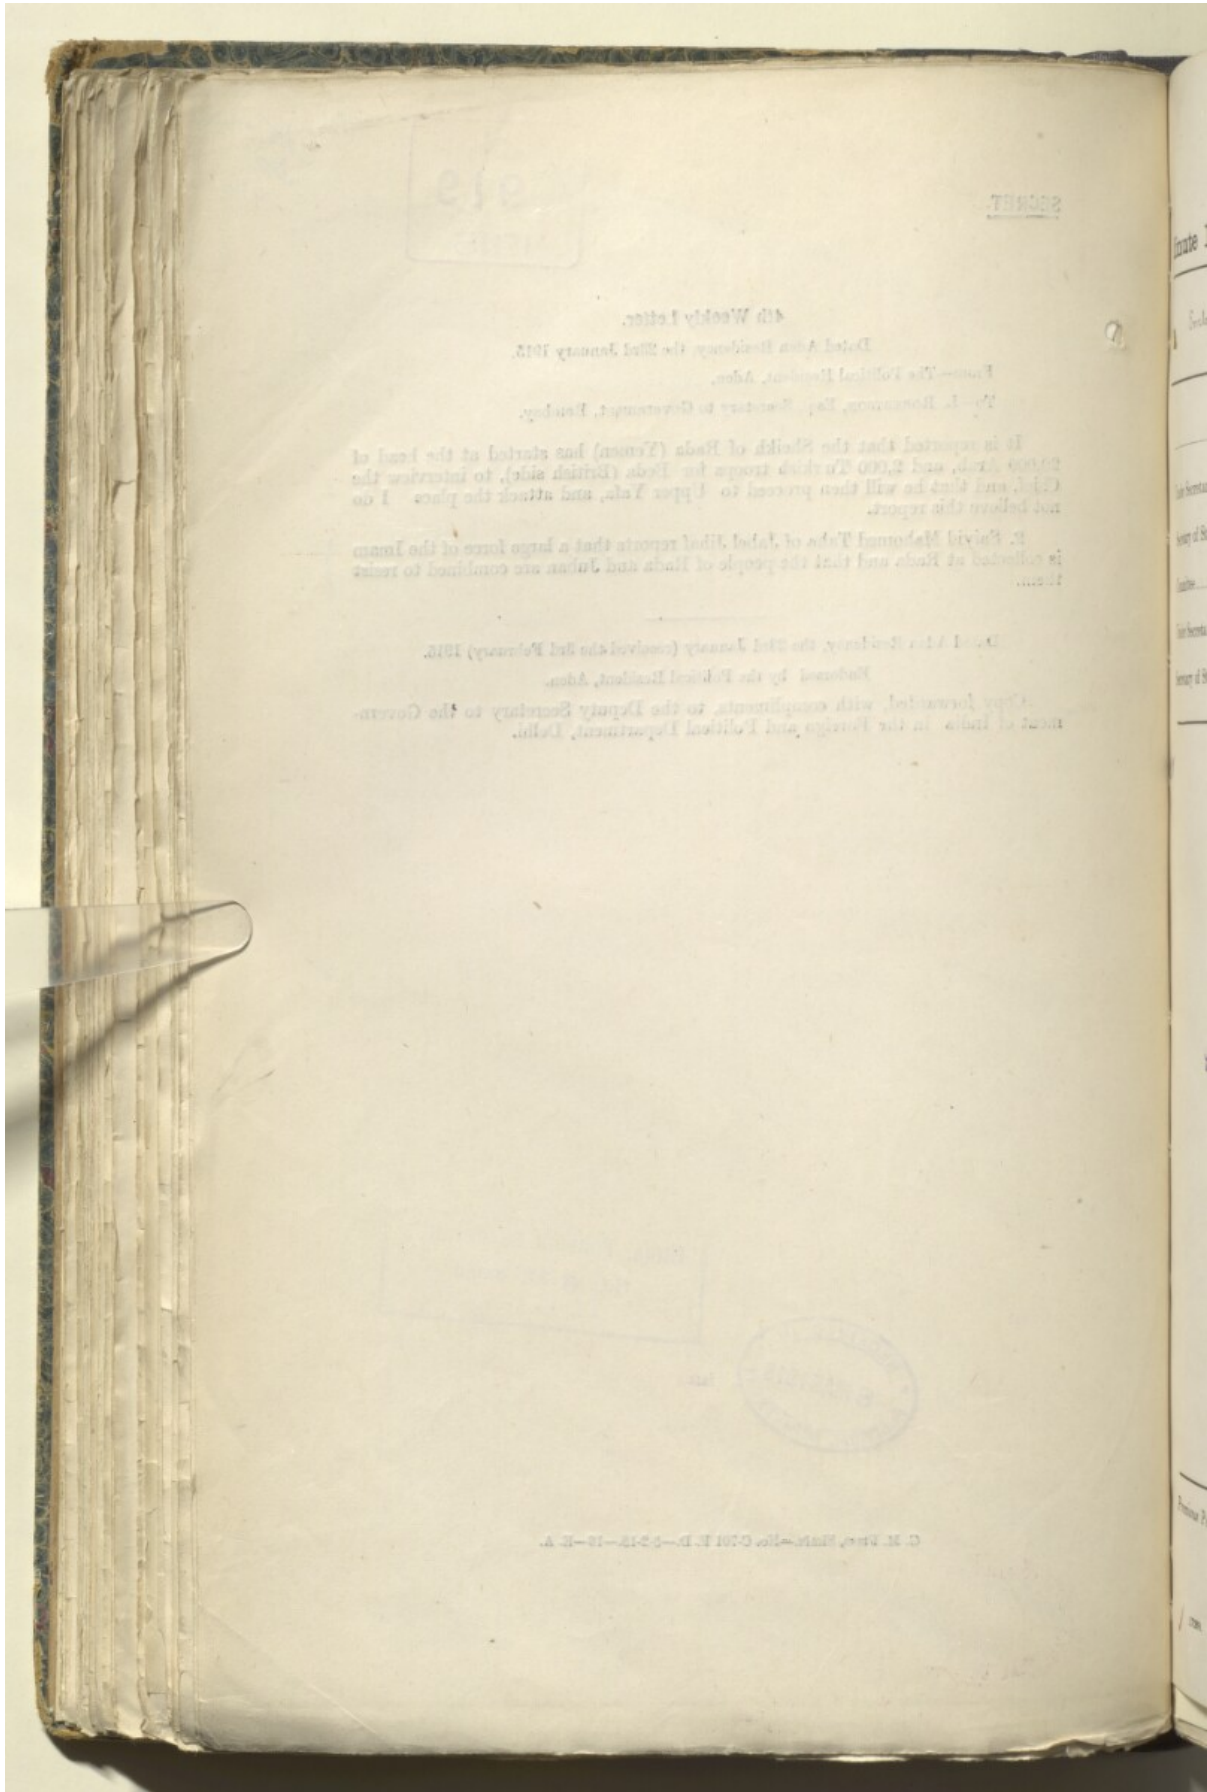 SECRET.
919
4th Weekly Letter.
Dated Aden Residency, the 23rd January 1915.
From—The Political Resident, Aden.
To—L. ROBERTSON, Esq., Secretary to Government, Bombay.
It is reported that the Sheikh of Rada (Yemen) has started at the head of
20,000 Arab, and 2,000 Turkish troops for Beda (British side), to interview the
Chief, and that he will then proceed to Upper Yafa, and attack the place I do
not believe this report.
2. Saiyid Mahomed Taha of Jabel Jihaf reports that a large force of the Imam
is collected at Rada and that the people of Rada and Juban are combined to resist
Dated Aden Residency, the 23rd January (received the 3rd February) 1915.
Endorsed by the Political Resident, Aden.
Copy forwarded, with compliments, to the Deputy Secretary to the Govern-
ment of India in the Foreign and Political Department, Delhi.